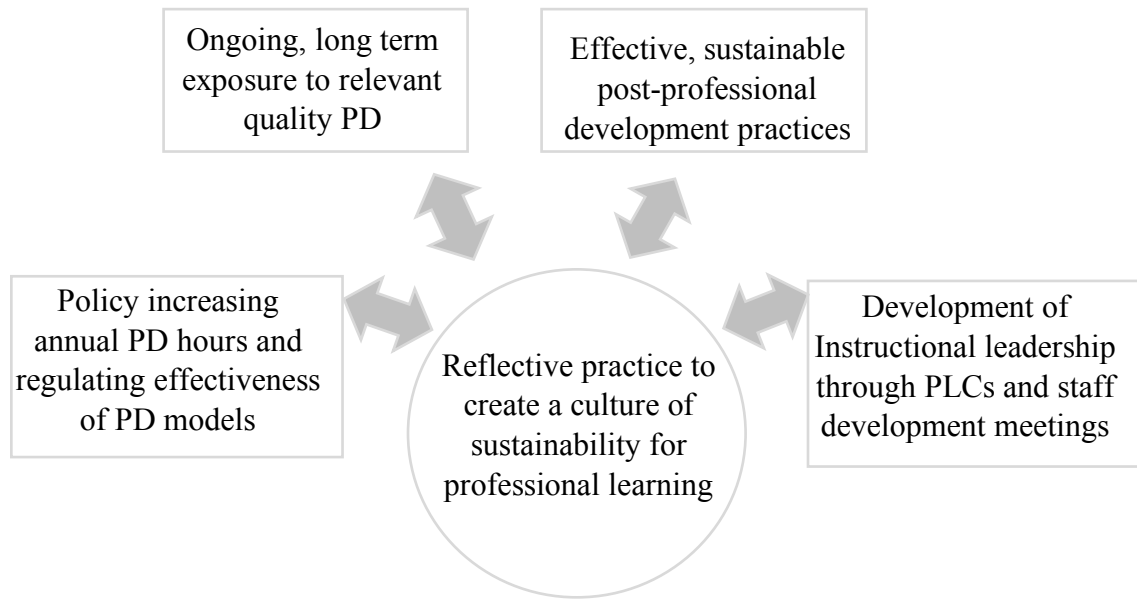 Ongoing, long term
exposure to relevant
quality PD
Effective, sustainable
post-professional
development practices
Policy increasing
annual PD hours and
regulating effectiveness
of PD models
Reflective practice to
create a culture of
sustainability for
professional learning
Development of
Instructional leadership
through PLCs and staff
development meetings